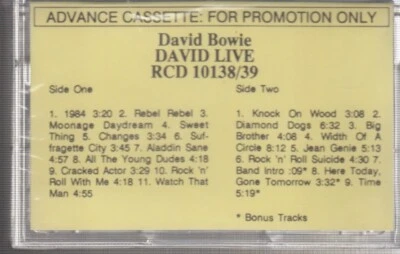 ADVANCE CASSETTE: FOR PROMOTION ONLY
David Bowie
DAVID LIVE
RCD 10138/39
Side One
1. 1984 3:20 2. Rebel Rebel 3.
Moonage Daydream 4. Sweet
Thing 5. Changes 3:34 6. Suf-
fragette City 3:45 7. Aladdin Sane
4:57 8. All The Young Dudes 4:18
9. Cracked Actor 3:29 10. Rock 'n'
Roll With Me 4:18 11. Watch That
Man 4:55
Side Two
1. Knock On Wood 3:08 2.
Diamond Dogs 6:32 3. Big
Brother 4:08 4. Width Of A
Circle 8:12 5. Jean Genie 5:13
6. Rock 'n' Roll Suicide 4:30 7.
Band Intro :09* 8. Here Today,
Gone Tomorrow 3:32* 9. Time
5:19*
* Bonus Tracks